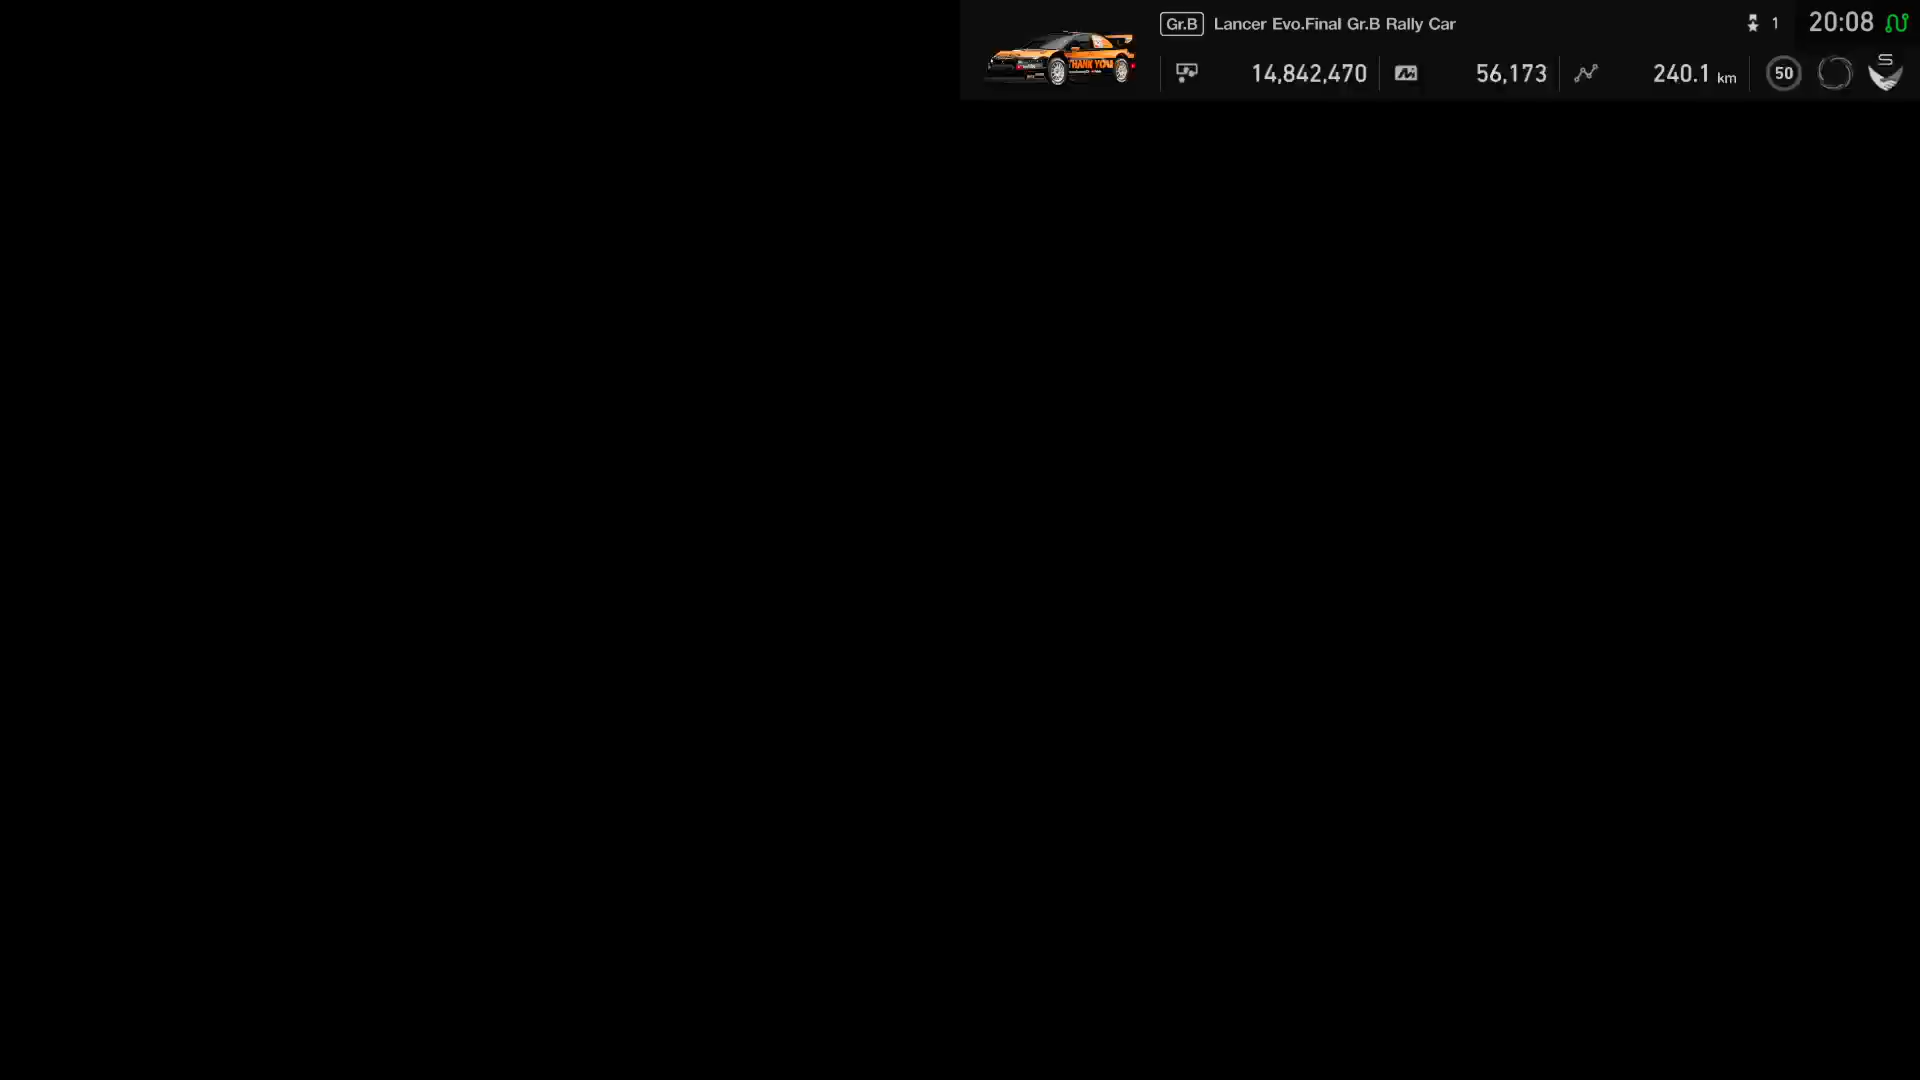 Gr.B Lancer Evo.Final Gr.B Rally Car 1 20:08
THANK YOU!
14,842,470 56,173 240.1 km 50 S